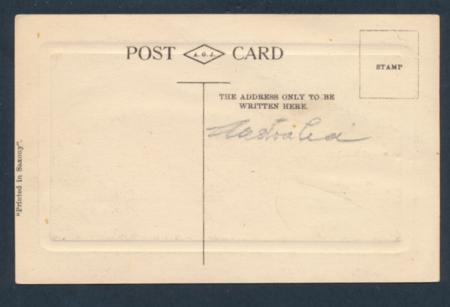 POST A.G.J. CARD
STAMP
THE ADDRESS ONLY TO BE
WRITTEN HERE.
Australia
"Printed in Saxony".